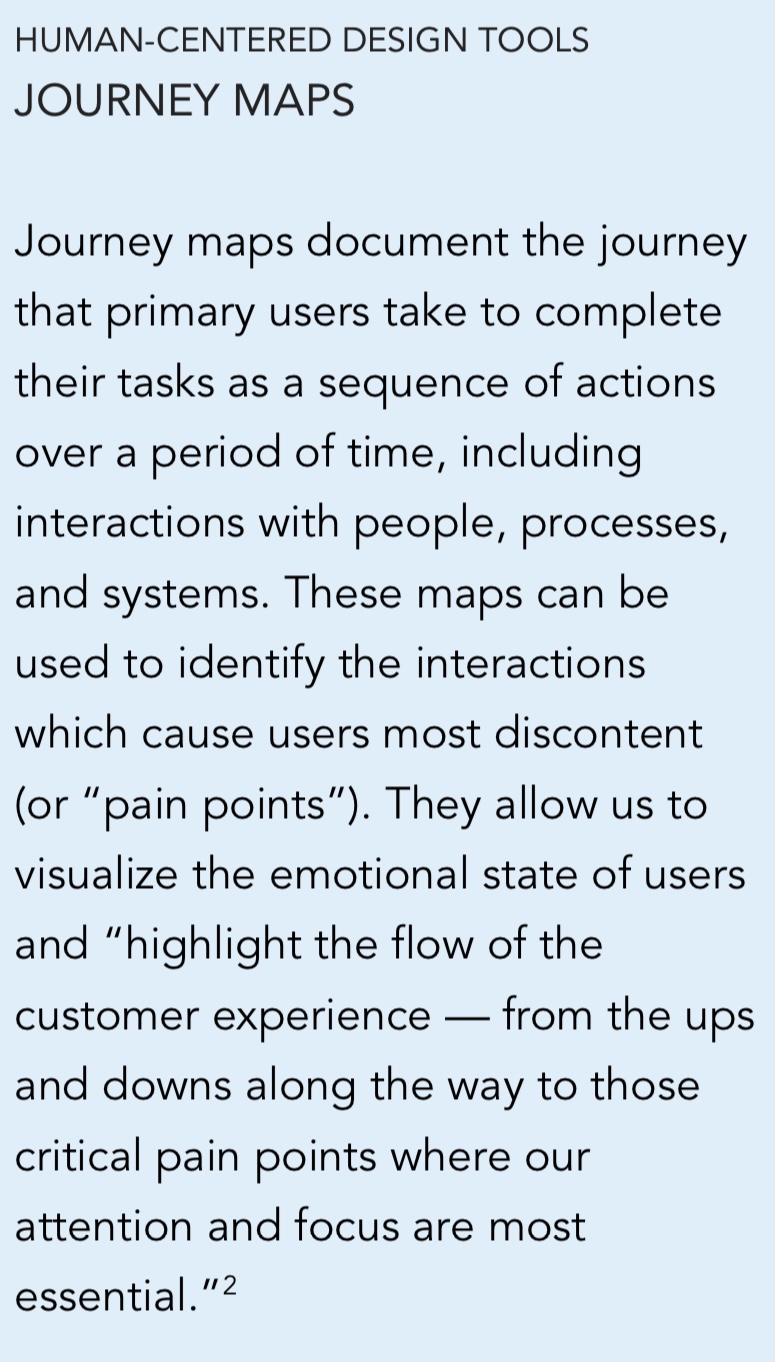 HUMAN-CENTERED DESIGN TOOLS
JOURNEY MAPS
Journey maps document the journey
that primary users take to complete
their tasks as a sequence of actions
over a period of time, including
interactions with people, processes,
and systems. These maps can be
used to identify the interactions
which cause users most discontent
(or “pain points”). They allow us to
visualize the emotional state of users
and “highlight the flow of the
customer experience — from the ups
and downs along the way to those
critical pain points where our
attention and focus are most
essential.”²